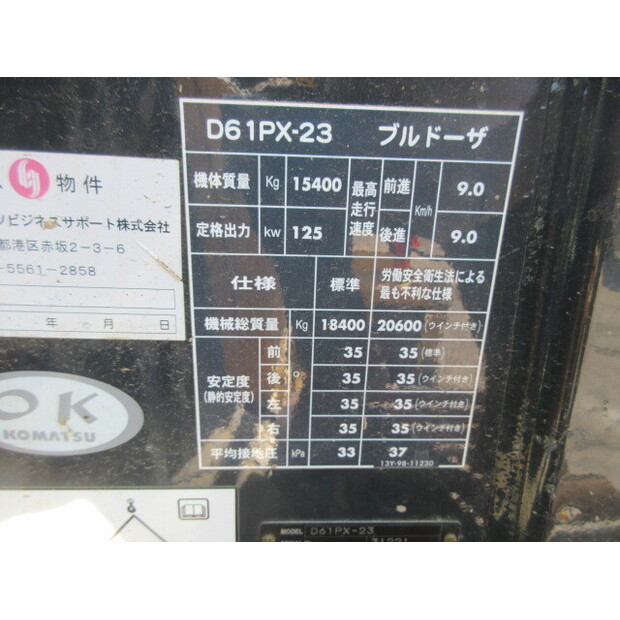 D61PX-23 ブルドーザ
機体質量 Kg 15400 最高走行速度 Km/h 前進 9.0
定格出力 kw 125 後進 9.0
仕様 標準 労働安全衛生法による最も不利な仕様
機械総質量 Kg 18400 20600 (ウインチ付き)
安定度 (静的安定度) ° 前 35 35 (標準)
後 35 35 (ウインチ付き)
左 35 35 (ウインチ付き)
右 35 35 (ウインチ付き)
平均接地圧 kPa 33 37
13Y-98-11230
物件
ビジネスサポート株式会社
港区赤坂2-3-6
-5561-2858
年 月 日
OK
KOMATSU
MODEL D61PX-23